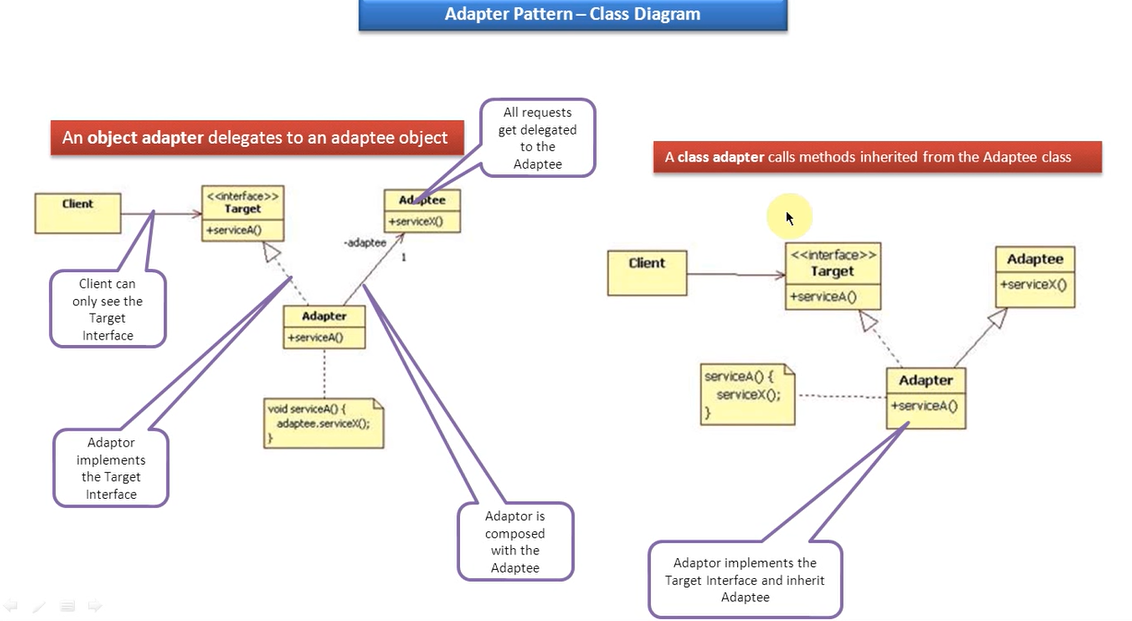 Adapter Pattern – Class Diagram
An object adapter delegates to an adaptee object
All requests
get delegated
to the
Adaptee
Client
<<interface>>
Target
+serviceA()
Adaptee
+serviceX()
-adaptee
1
Client can
only see the
Target
Interface
Adapter
+serviceA()
void serviceA() {
adaptee.serviceX();
}
Adaptor
implements
the Target
Interface
Adaptor is
composed
with the
Adaptee
A class adapter calls methods inherited from the Adaptee class
Client
<<interface>>
Target
+serviceA()
Adaptee
+serviceX()
serviceA() {
serviceX();
}
Adapter
+serviceA()
Adaptor implements the
Target Interface and inherit
Adaptee